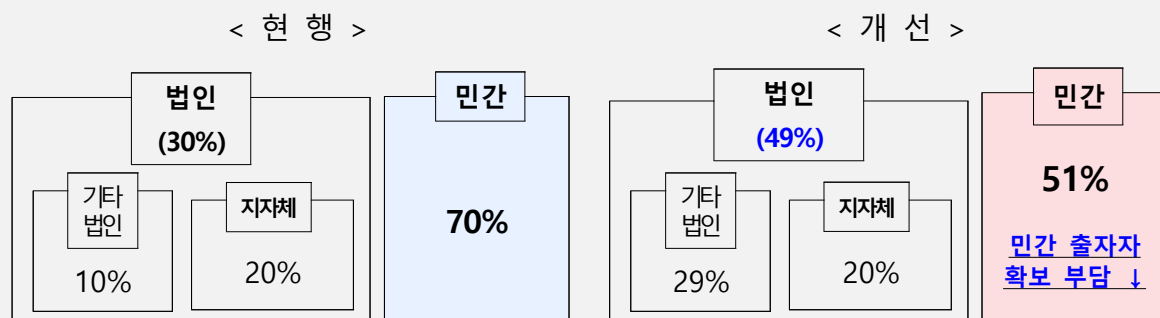 < 현 행 >
법인
(30%)
기타
법인
10%
지자체
20%
민간
70%
< 개 선 >
법인
(49%)
기타
법인
29%
지자체
20%
민간
51%
민간 출자자
확보 부담 ↓